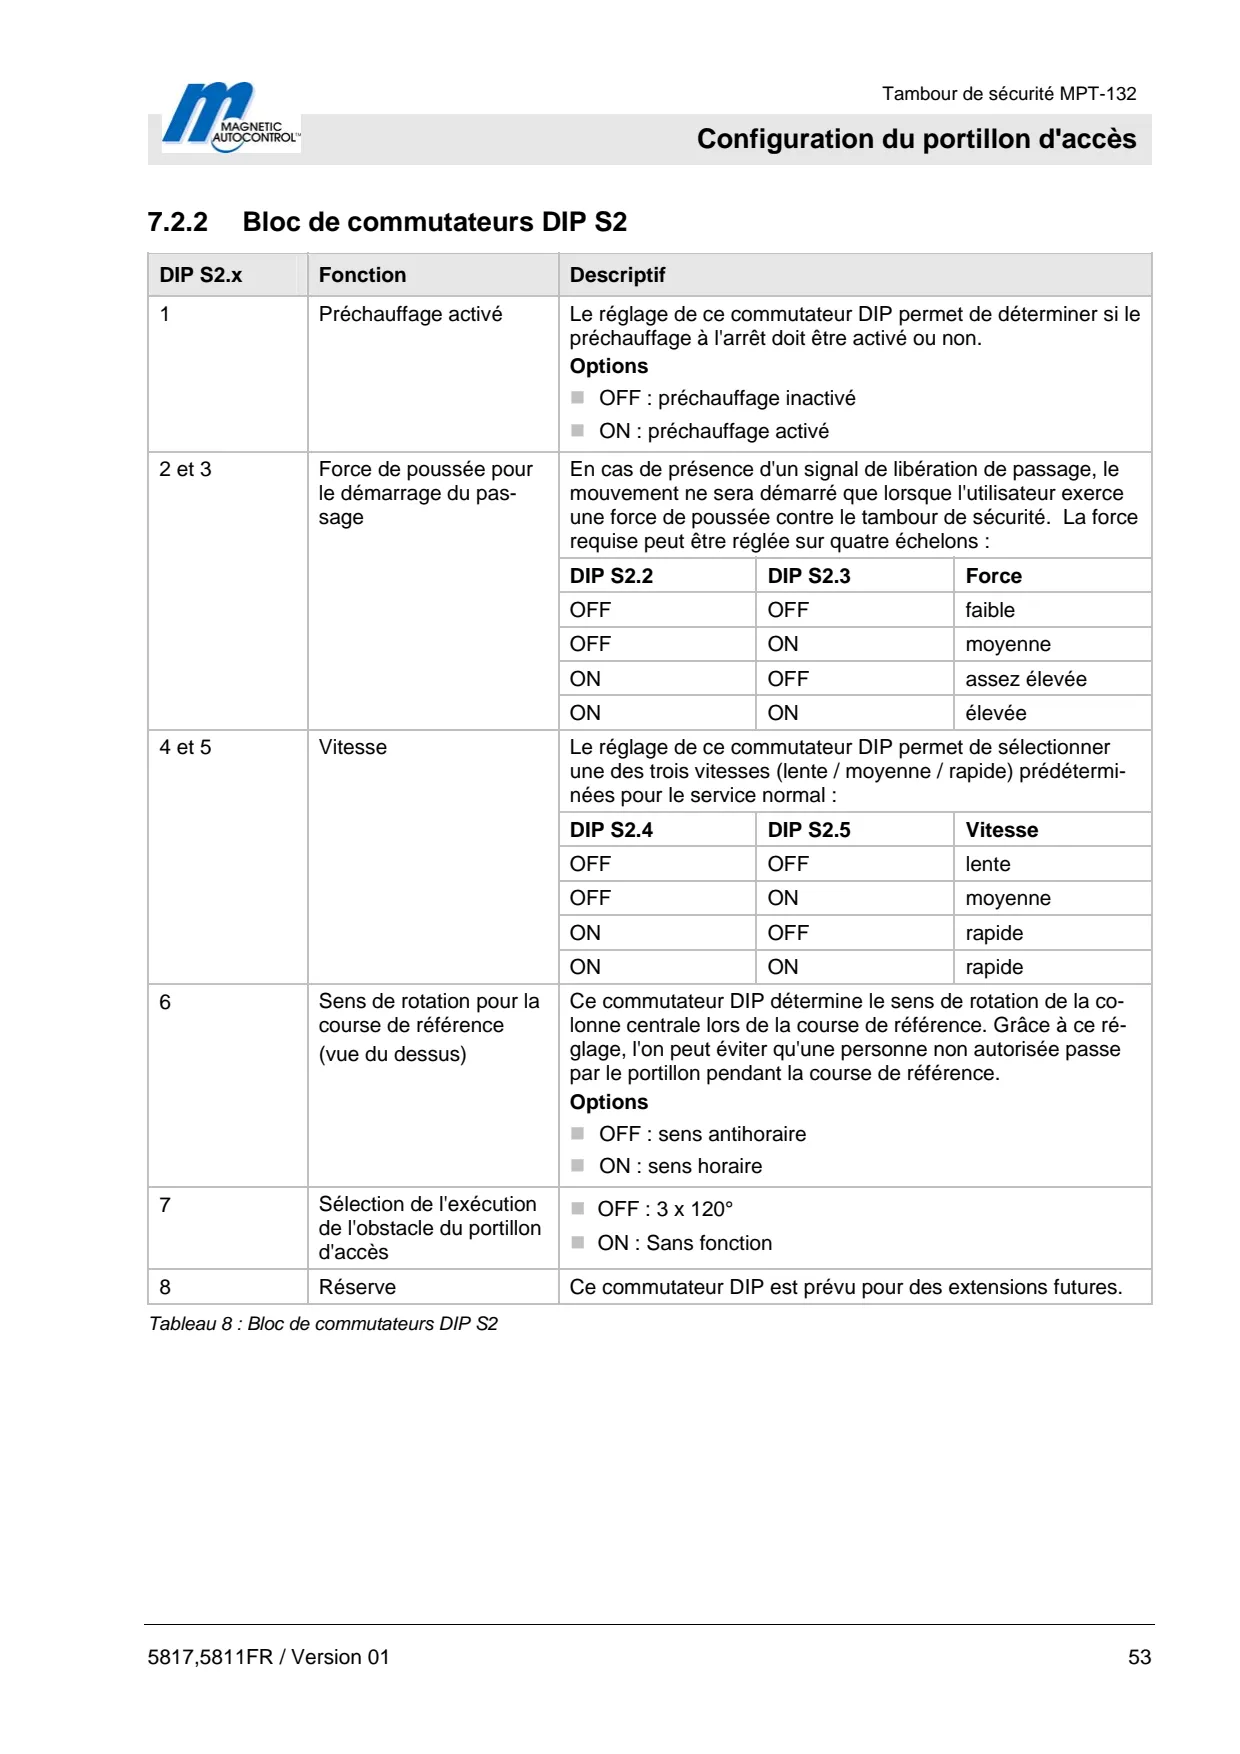 Tambour de sécurité MPT-132
MAGNETIC
AUTOCONTROL™
Configuration du portillon d'accès
7.2.2 Bloc de commutateurs DIP S2
DIP S2.x Fonction Descriptif
1 Préchauffage activé Le réglage de ce commutateur DIP permet de déterminer si le
préchauffage à l'arrêt doit être activé ou non.
Options
OFF : préchauffage inactivé
ON : préchauffage activé
2 et 3 Force de poussée pour En cas de présence d'un signal de libération de passage, le
le démarrage du pas- mouvement ne sera démarré que lorsque l'utilisateur exerce
sage une force de poussée contre le tambour de sécurité. La force
requise peut être réglée sur quatre échelons :
DIP S2.2 DIP S2.3 Force
OFF OFF faible
OFF ON moyenne
ON OFF assez élevée
ON ON élevée
4 et 5 Vitesse Le réglage de ce commutateur DIP permet de sélectionner
une des trois vitesses (lente / moyenne / rapide) prédétermi-
nées pour le service normal :
DIP S2.4 DIP S2.5 Vitesse
OFF OFF lente
OFF ON moyenne
ON OFF rapide
ON ON rapide
6 Sens de rotation pour la Ce commutateur DIP détermine le sens de rotation de la co-
course de référence lonne centrale lors de la course de référence. Grâce à ce ré-
(vue du dessus) glage, l'on peut éviter qu'une personne non autorisée passe
par le portillon pendant la course de référence.
Options
OFF : sens antihoraire
ON : sens horaire
7 Sélection de l'exécution OFF : 3 x 120°
de l'obstacle du portillon ON : Sans fonction
d'accès
8 Réserve Ce commutateur DIP est prévu pour des extensions futures.
Tableau 8 : Bloc de commutateurs DIP S2
5817,5811FR / Version 01 53